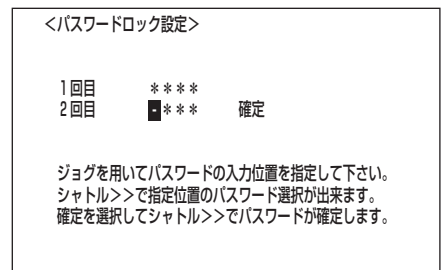 ＜パスワードロック設定＞
1回目 ＊＊＊＊
2回目 -＊＊＊ 確定
ジョグを用いてパスワードの入力位置を指定して下さい。
シャトル＞＞で指定位置のパスワード選択が出来ます。
確定を選択してシャトル＞＞でパスワードが確定します。